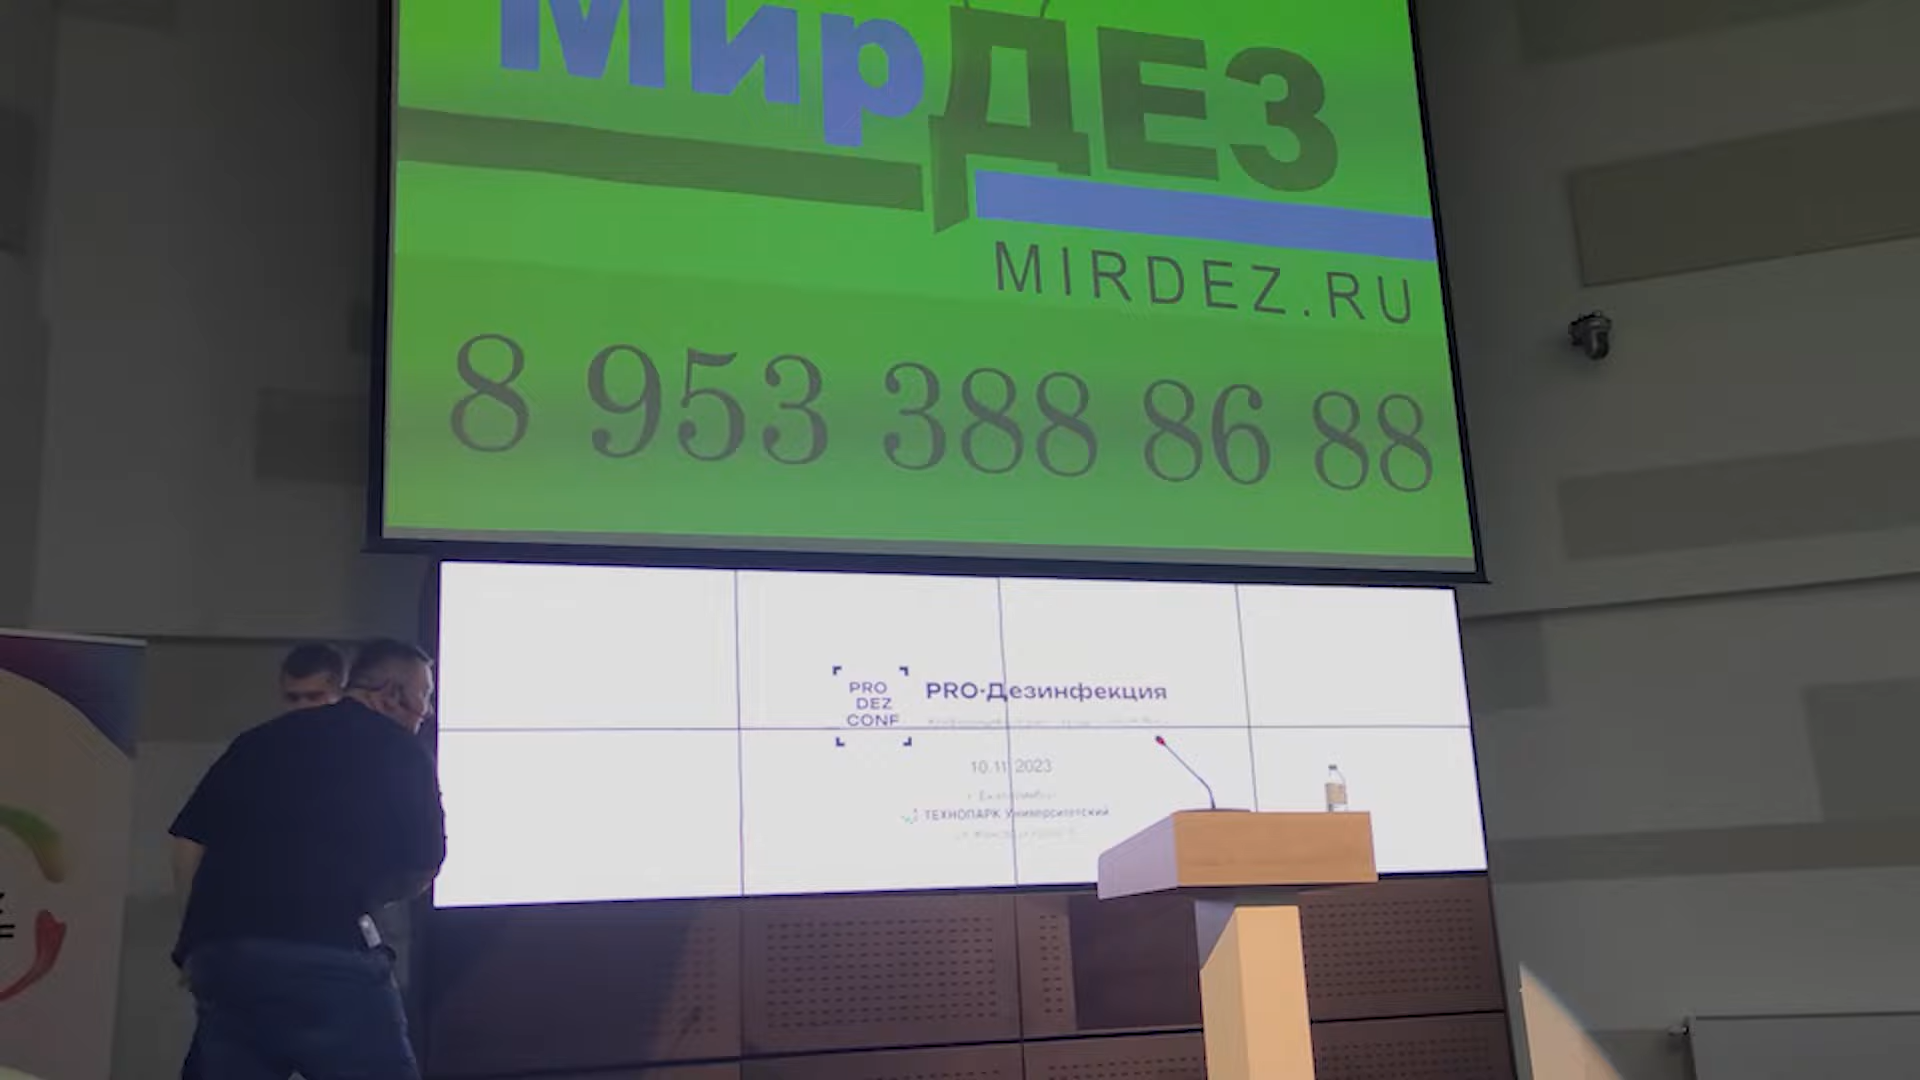 МирДЕЗ
MIRDEZ.RU
8 953 388 86 88
PRO
DEZ
CONF
PRO·Дезинфекция
10.11.2023
ТЕХНОПАРК Университетский